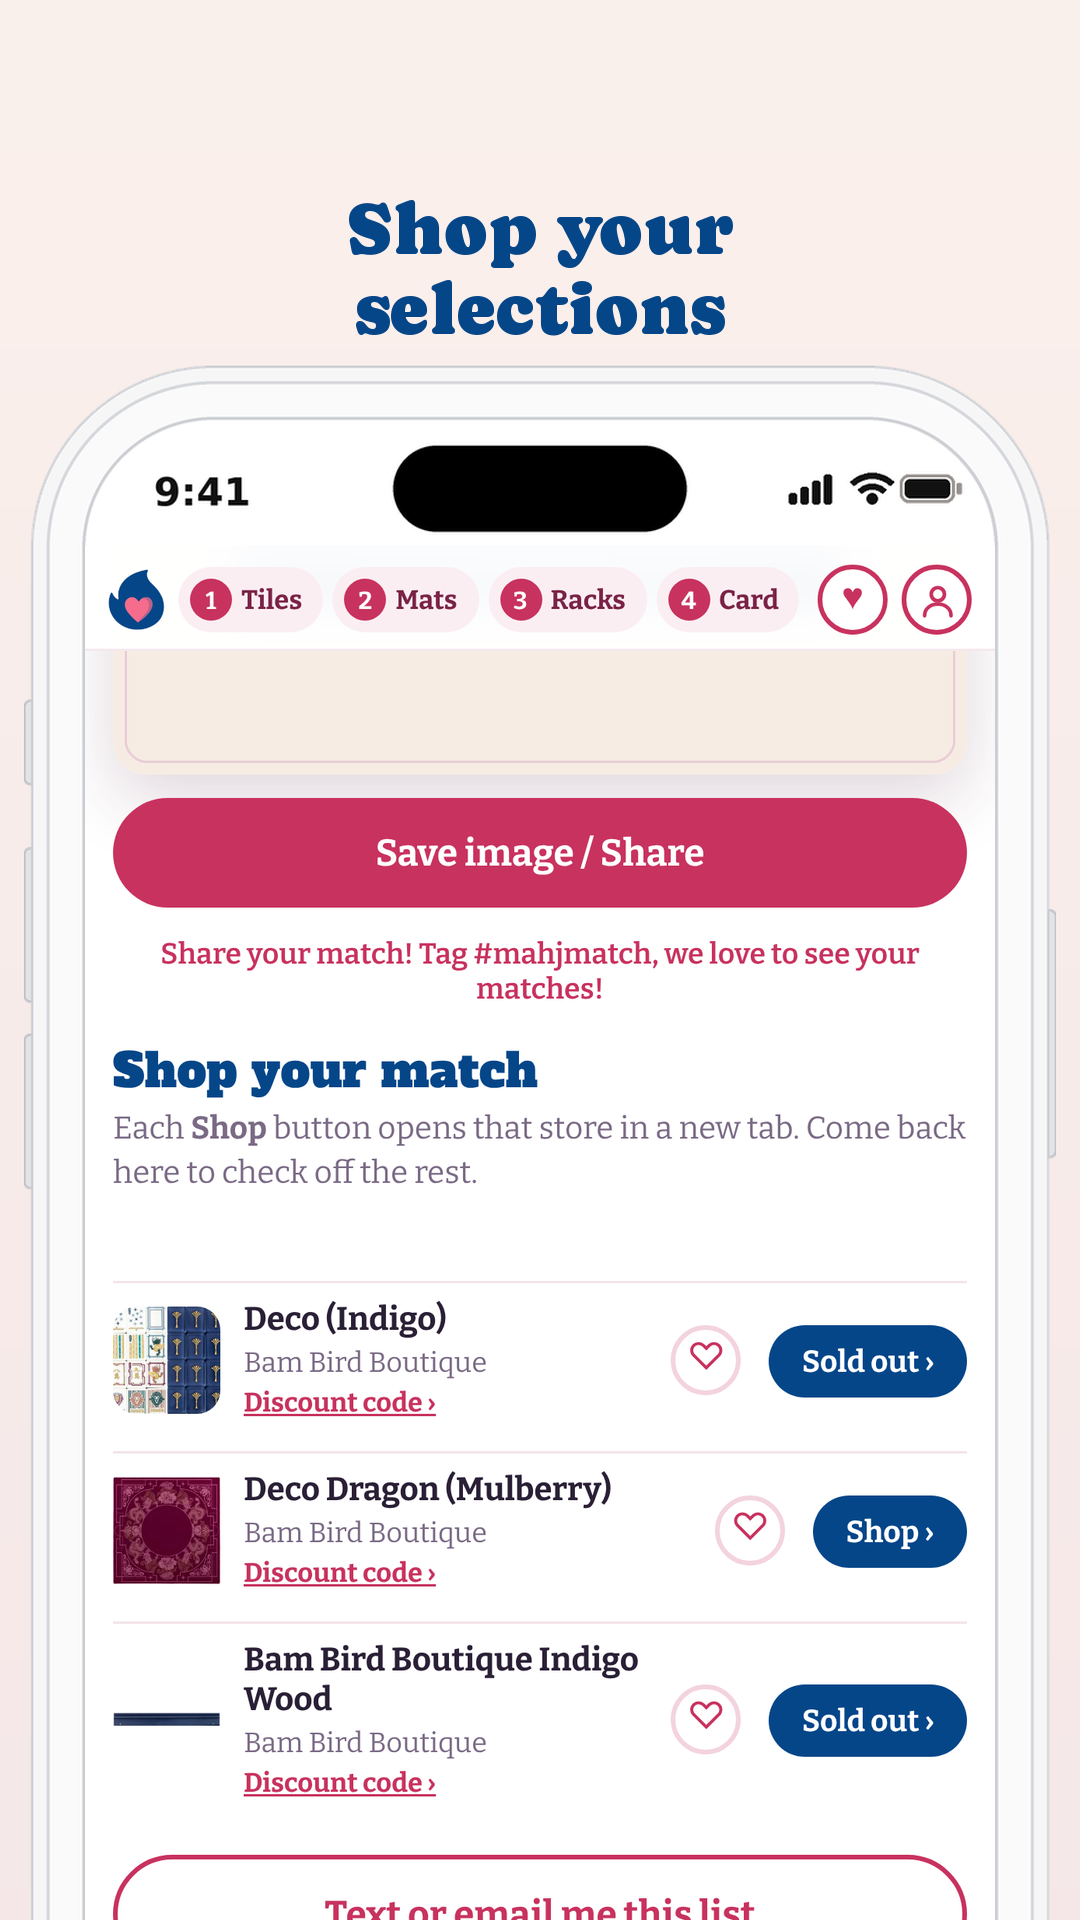 Shop your
selections
9:41
1 Tiles
2 Mats
3 Racks
4 Card
Save image / Share
Share your match! Tag #mahjmatch, we love to see your
matches!
Shop your match
Each Shop button opens that store in a new tab. Come back
here to check off the rest.
Deco (Indigo)
Bam Bird Boutique
Discount code ›
Sold out ›
Deco Dragon (Mulberry)
Bam Bird Boutique
Discount code ›
Shop ›
Bam Bird Boutique Indigo
Wood
Bam Bird Boutique
Discount code ›
Sold out ›
Text or email me this list